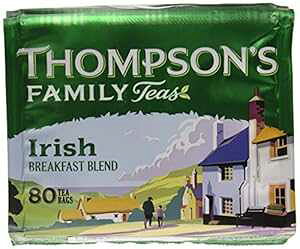 THOMPSON'S
FAMILY Teas
Irish
BREAKFAST BLEND
80 TEA BAGS